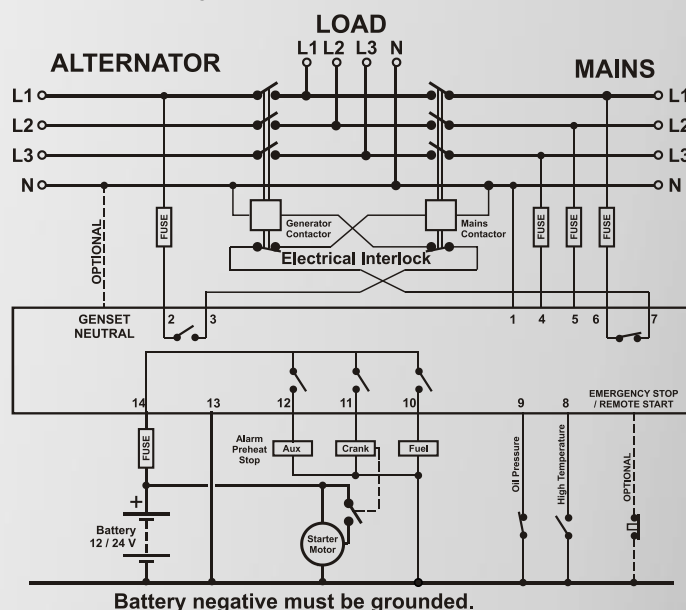 LOAD
L1 L2 L3 N
ALTERNATOR
MAINS
L1
L2
L3
N
L1
L2
L3
N
FUSE
OPTIONAL
Generator
Contactor
Mains
Contactor
FUSE
FUSE
FUSE
Electrical Interlock
GENSET
NEUTRAL
2
3
1
4
5
6
7
14
13
12
11
10
9
8
EMERGENCY STOP
/ REMOTE START
FUSE
Alarm
Preheat
Stop
Aux
Crank
Fuel
Oil Pressure
High Temperature
OPTIONAL
+
Battery
12 / 24 V
Starter
Motor
Battery negative must be grounded.